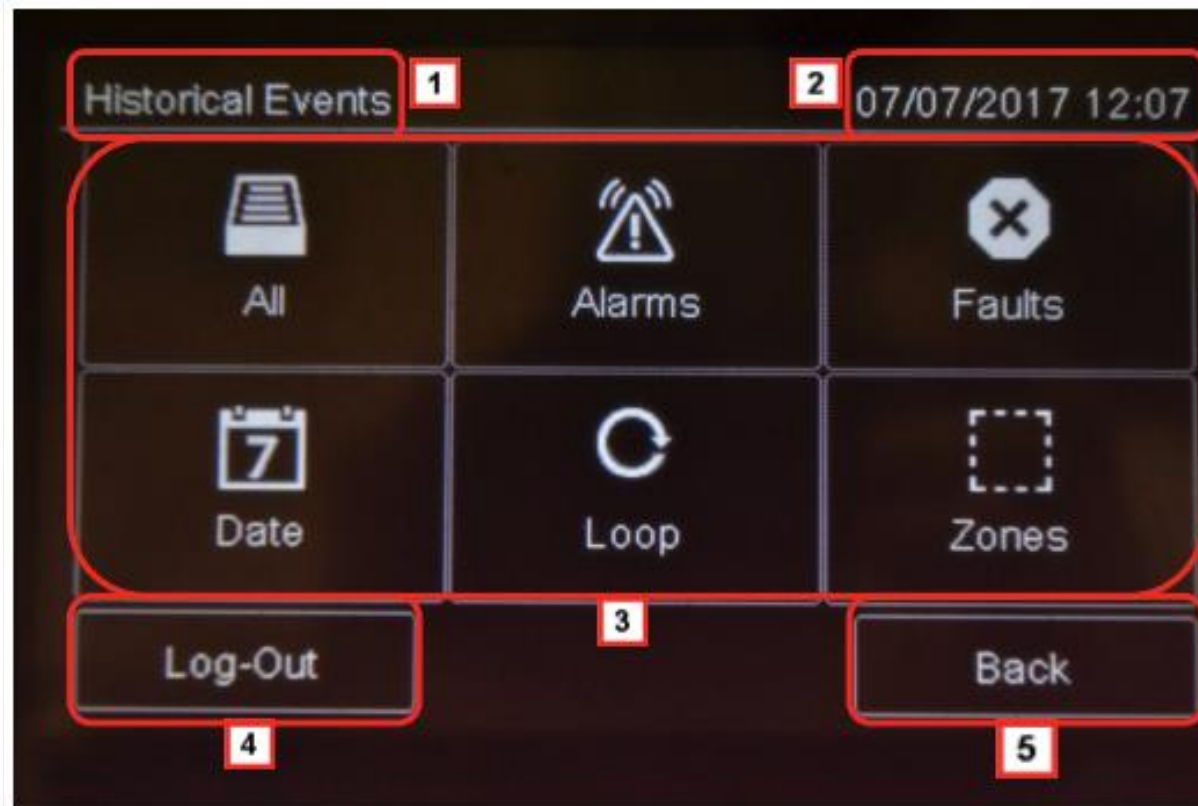 Historical Events
1
2
07/07/2017 12:07
All
Alarms
Faults
7
Date
Loop
Zones
3
Log-Out
Back
4
5